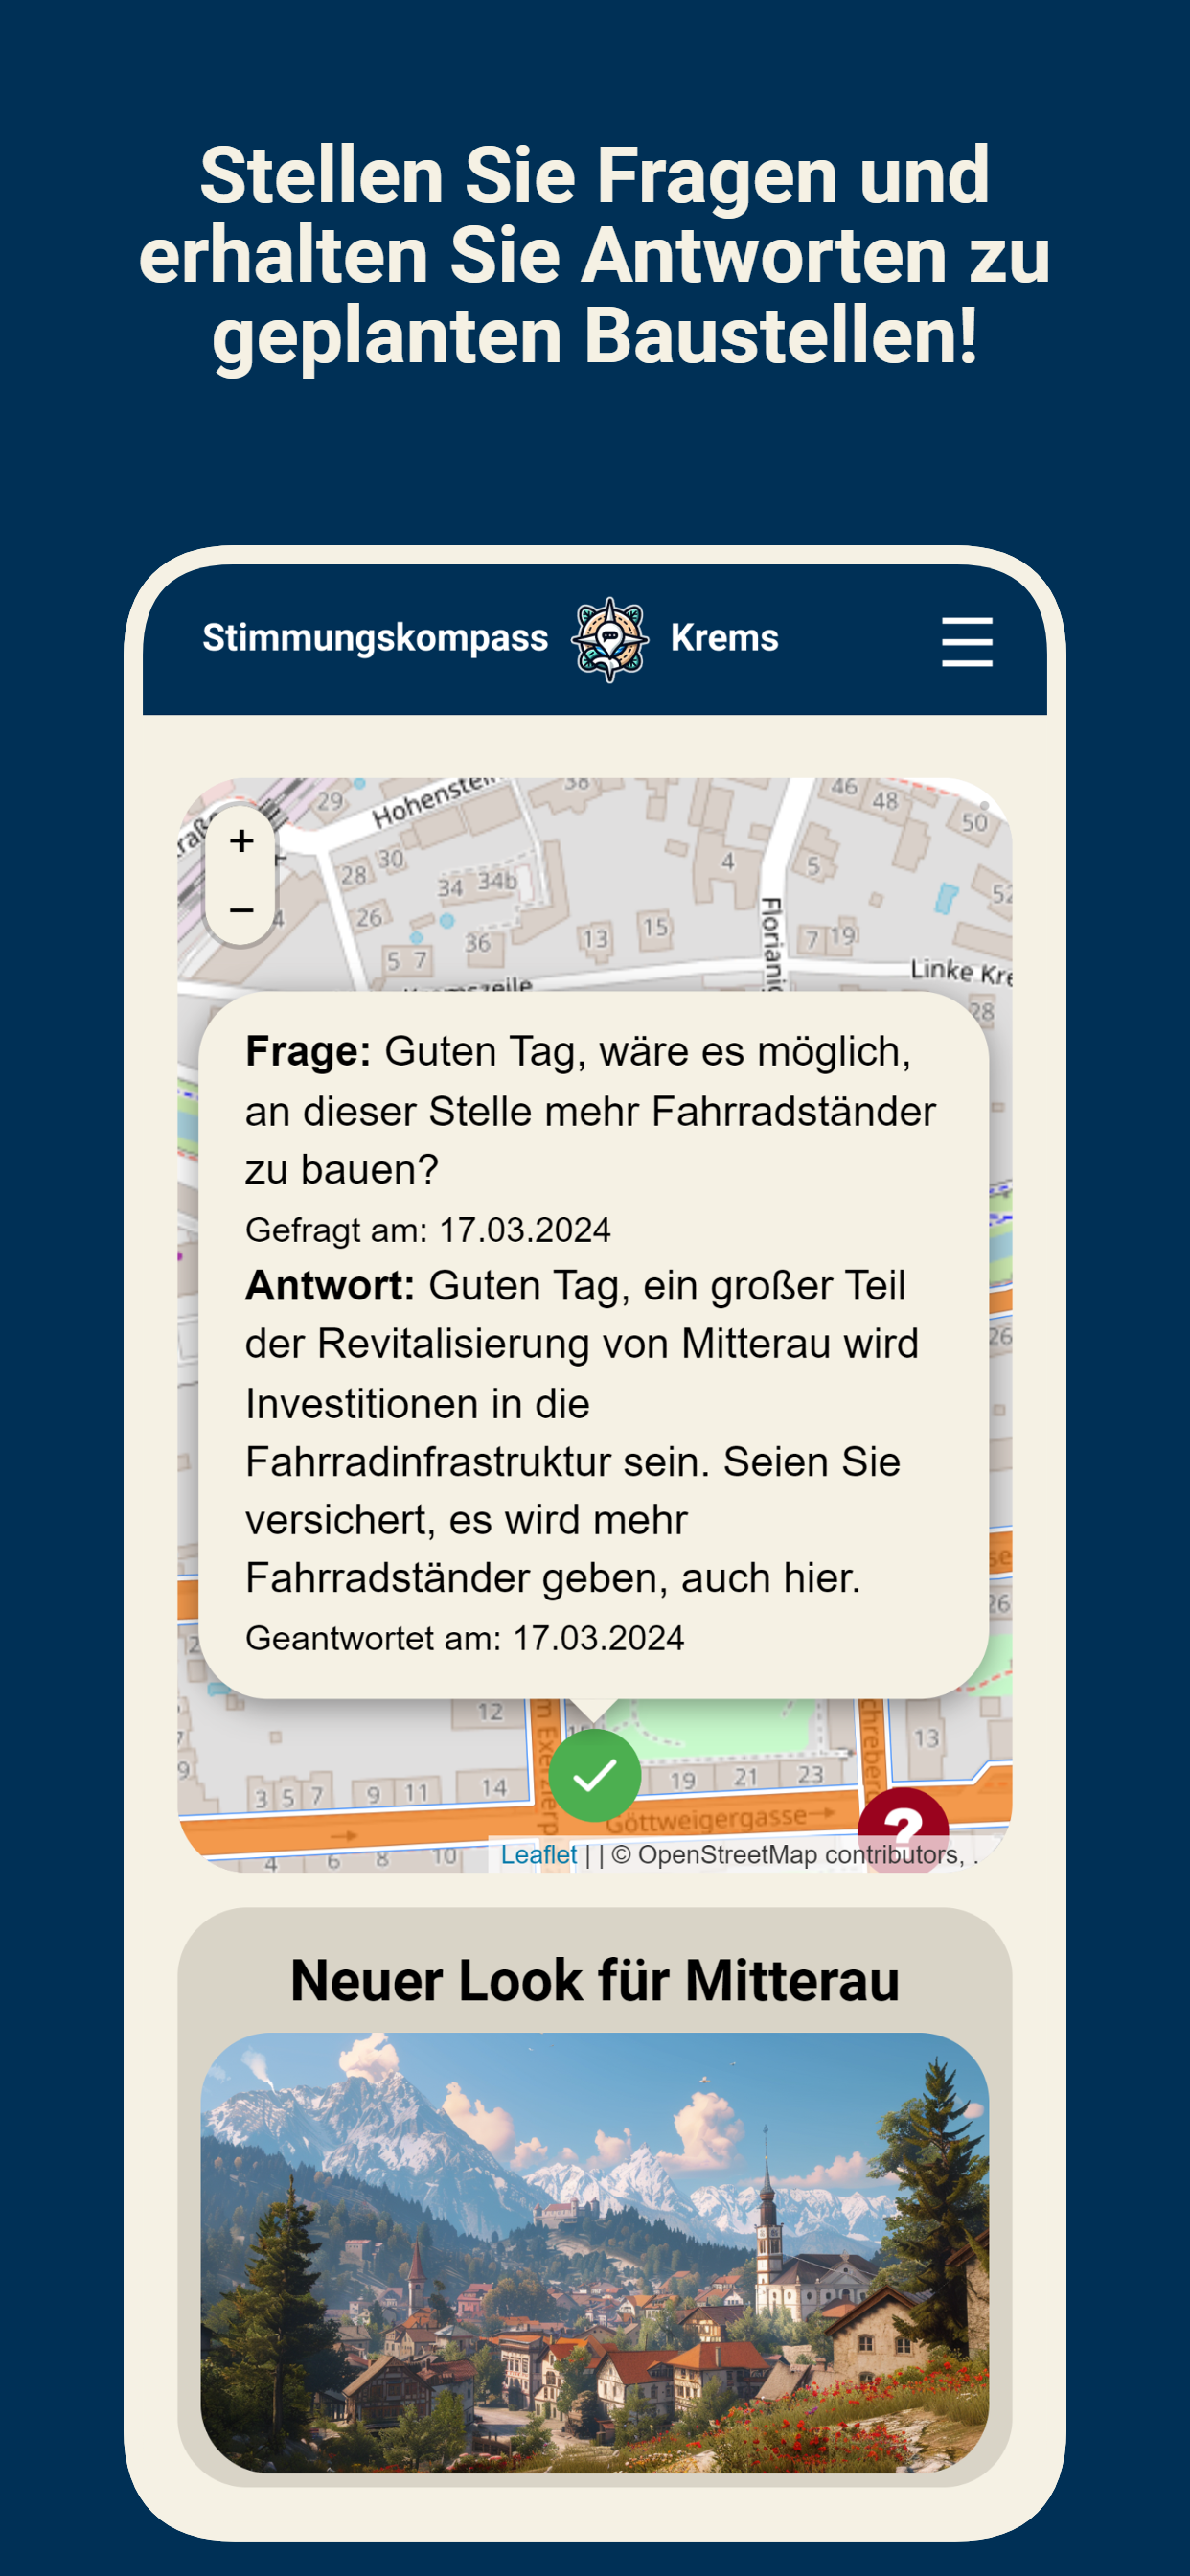 Stellen Sie Fragen und
erhalten Sie Antworten zu
geplanten Baustellen!
Stimmungskompass Krems
29
38
46
48
50
30
28
34
34b
4
5
26
4
36
13
15
7
19
5 7
Linke
28
+
−
Frage: Guten Tag, wäre es möglich,
an dieser Stelle mehr Fahrradständer
zu bauen?
Gefragt am: 17.03.2024
Antwort: Guten Tag, ein großer Teil
der Revitalisierung von Mitterau wird
Investitionen in die
Fahrradinfrastruktur sein. Seien Sie
versichert, es wird mehr
Fahrradständer geben, auch hier.
Geantwortet am: 17.03.2024
26
26
12
13
9
3 5 7
9 11
14
19
21
23
Göttweigergasse
?
4
6
8
10
Leaflet | | © OpenStreetMap contributors, .
Neuer Look für Mitterau